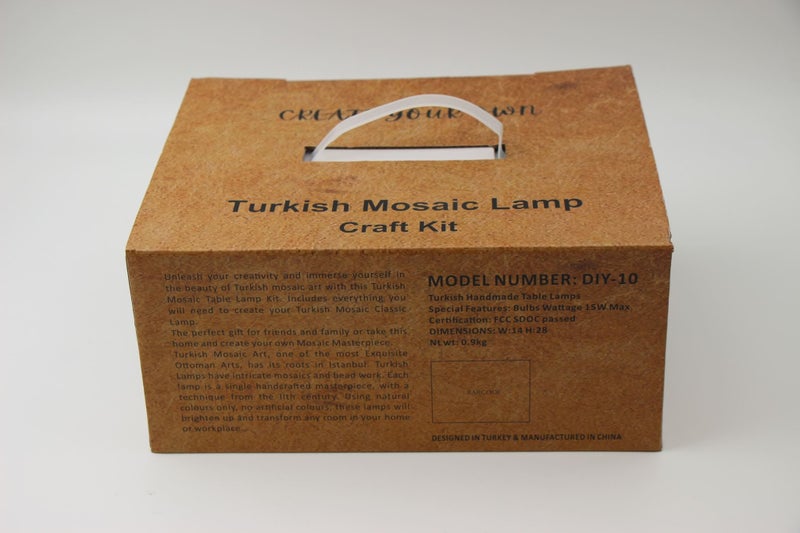 CREATE YOUR OWN
Turkish Mosaic Lamp
Craft Kit
Unleash your creativity and immerse yourself in
the beauty of Turkish mosaic art with this Turkish
Mosaic Table Lamp Kit. Includes everything you
will need to create your Turkish Mosaic Classic
Lamp.
The perfect gift for friends and family or take this
home and create your own Mosaic Masterpiece.
Turkish Mosaic Art, one of the most Exquisite
Ottoman Arts, has its roots in Istanbul. Turkish
Lamps have intricate mosaics and bead work. Each
lamp is a single handcrafted masterpiece, with a
technique from the llth century. Using natural
colours only, no artificial colours, these lamps will
brighten up and transform any room in your home
or workplace...
MODEL NUMBER: DIY-10
Turkish Handmade Table Lamps
Special Features: Bulbs Wattage 15W Max
Certification: FCC SDOC passed
DIMENSIONS: W:14 H:28
Nt wt: 0.9kg
BARCODE
DESIGNED IN TURKEY & MANUFACTURED IN CHINA